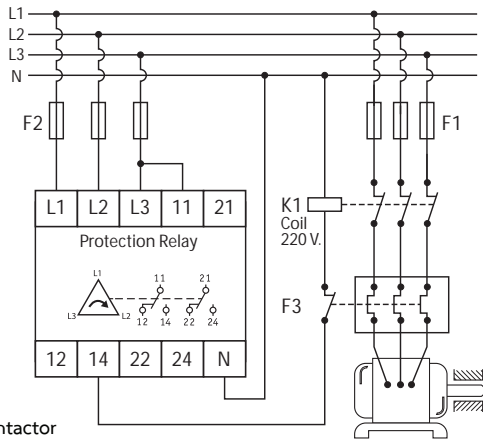 L1
L2
L3
N
F2
F1
L1 L2 L3 11 21
K1
Coil
220 V.
Protection Relay
L1
L3 L2
11 21
12 14 22 24
F3
12 14 22 24 N
ntactor